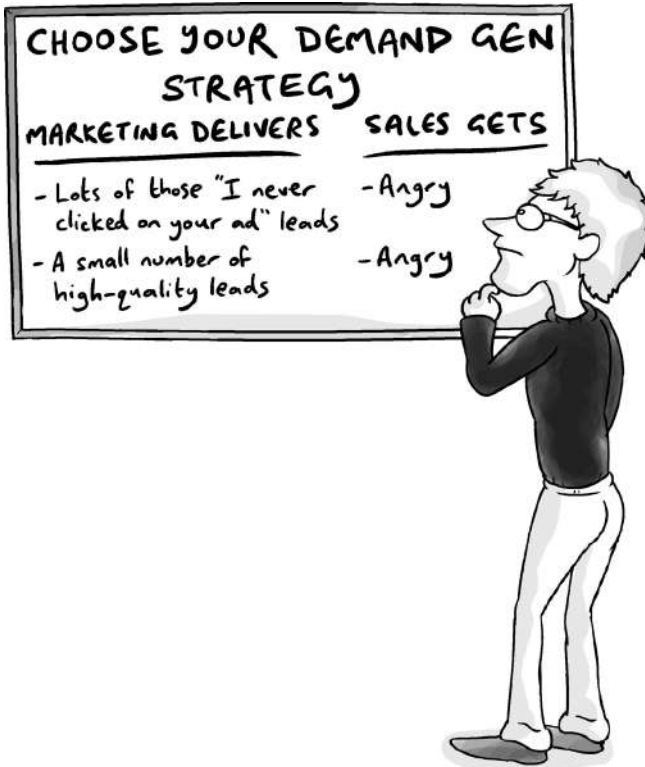 CHOOSE YOUR DEMAND GEN
STRATEGY
MARKETING DELIVERS SALES GETS
- Lots of those "I never - Angry
clicked on your ad" leads
- A small number of - Angry
high-quality leads